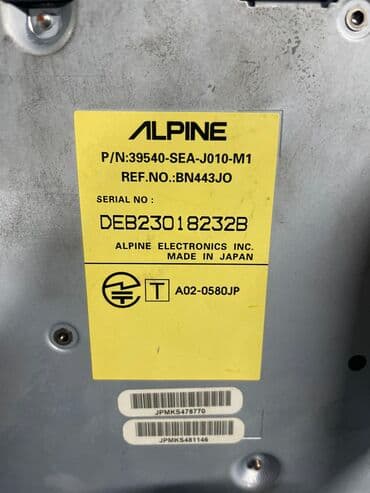 ALPINE
P/N:39540-SEA-J010-M1
REF.NO.:BN443JO
SERIAL NO :
DEB23018232B
ALPINE ELECTRONICS INC.
MADE IN JAPAN
T A02-0580JP
JPMKS478770
JPMKS481146